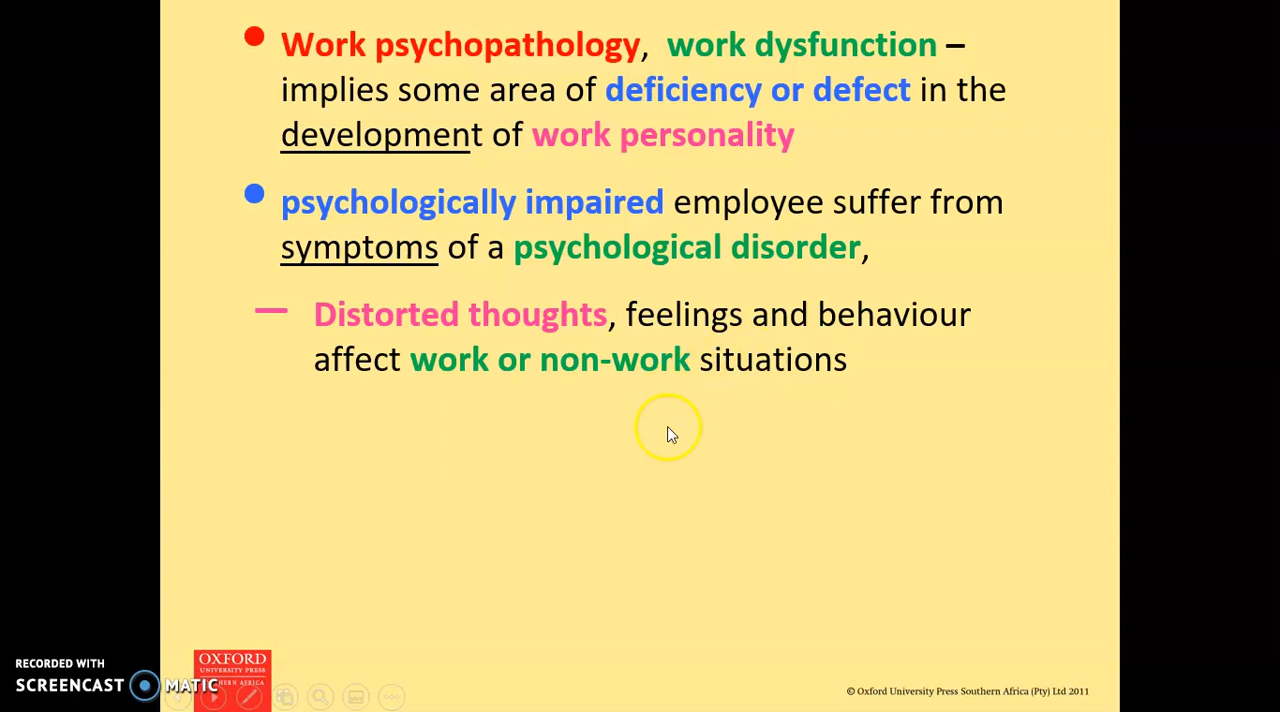 Work psychopathology, work dysfunction –
implies some area of deficiency or defect in the
development of work personality
psychologically impaired employee suffer from
symptoms of a psychological disorder,
– Distorted thoughts, feelings and behaviour
affect work or non-work situations
OXFORD
UNIVERSITY PRESS
RECORDED WITH
SCREENCAST MATIC
© Oxford University Press Southern Africa (Pty) Ltd 2011